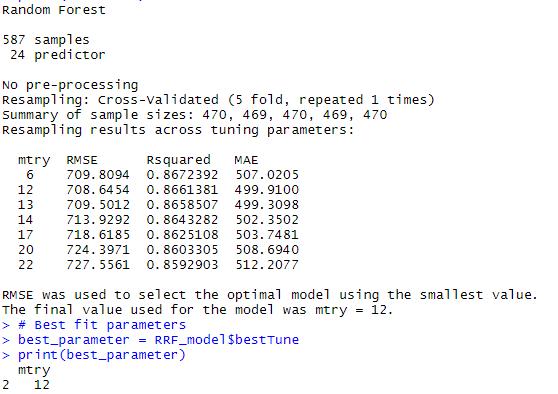 Random Forest
587 samples
24 predictor
No pre-processing
Resampling: Cross-Validated (5 fold, repeated 1 times)
Summary of sample sizes: 470, 469, 470, 469, 470
Resampling results across tuning parameters:
mtry RMSE Rsquared MAE
6 709.8094 0.8672392 507.0205
12 708.6454 0.8661381 499.9100
13 709.5012 0.8658507 499.3098
14 713.9292 0.8643282 502.3502
17 718.6185 0.8625108 503.7481
20 724.3971 0.8603305 508.6940
22 727.5561 0.8592903 512.2077
RMSE was used to select the optimal model using the smallest value.
The final value used for the model was mtry = 12.
> # Best fit parameters
> best_parameter = RRF_model$bestTune
> print(best_parameter)
mtry
2 12